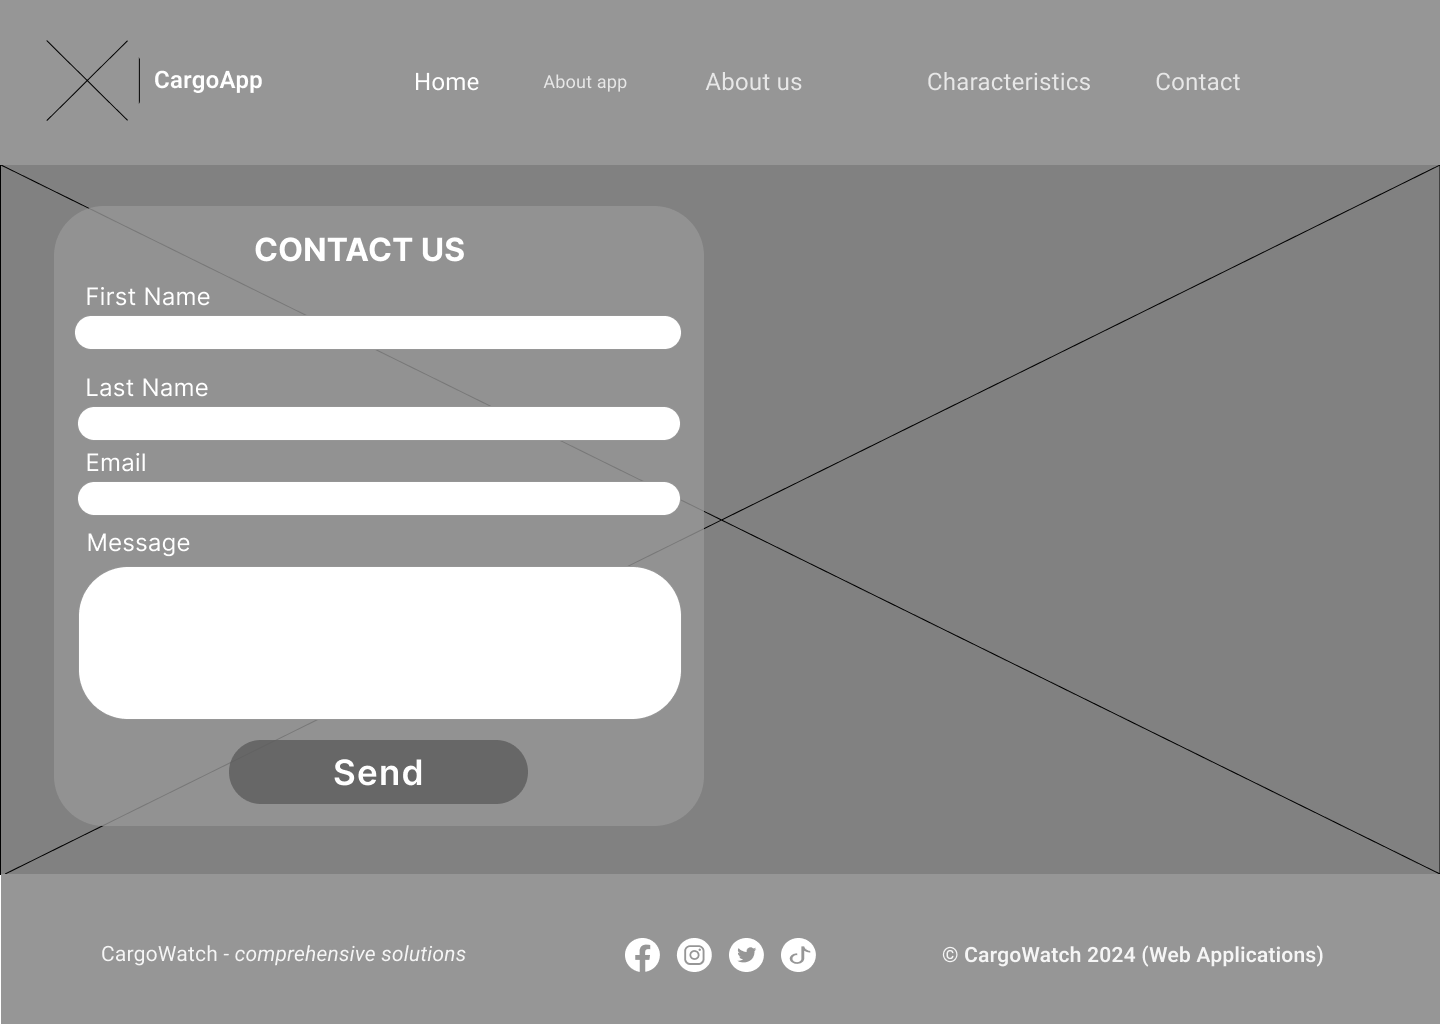 CargoApp
Home
About app
About us
Characteristics
Contact
CONTACT US
First Name
Last Name
Email
Message
Send
CargoWatch - comprehensive solutions
© CargoWatch 2024 (Web Applications)